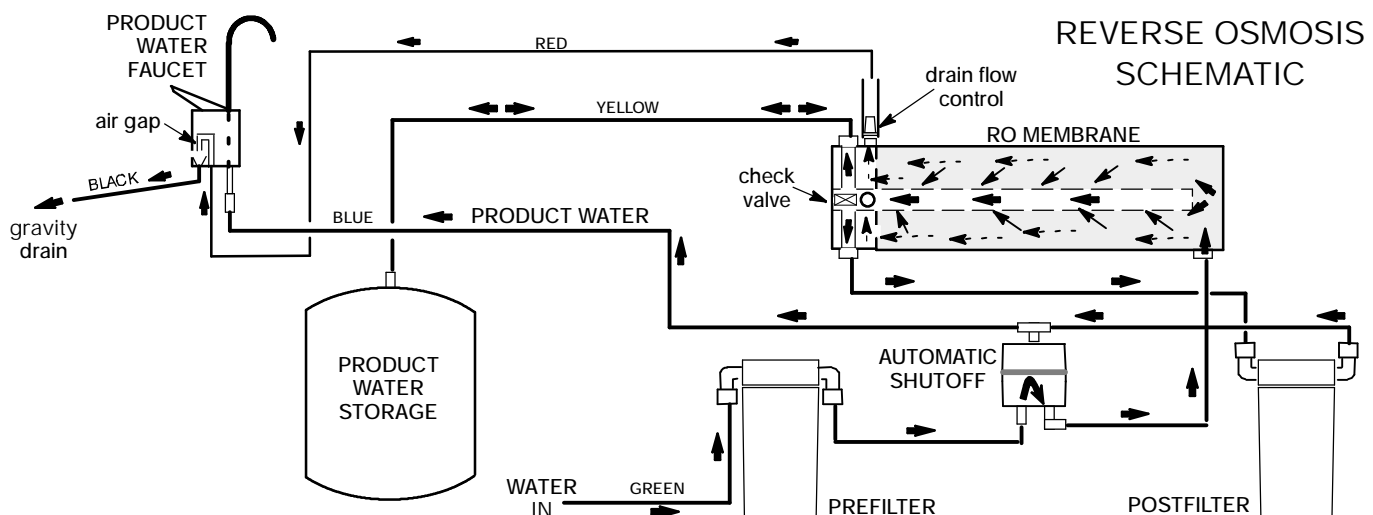 REVERSE OSMOSIS
SCHEMATIC
PRODUCT
WATER
FAUCET
RED
drain flow
control
YELLOW
air gap
RO MEMBRANE
BLACK
check
valve
gravity
drain
BLUE
PRODUCT WATER
PRODUCT
WATER
STORAGE
AUTOMATIC
SHUTOFF
WATER
IN
GREEN
PREFILTER
POSTFILTER